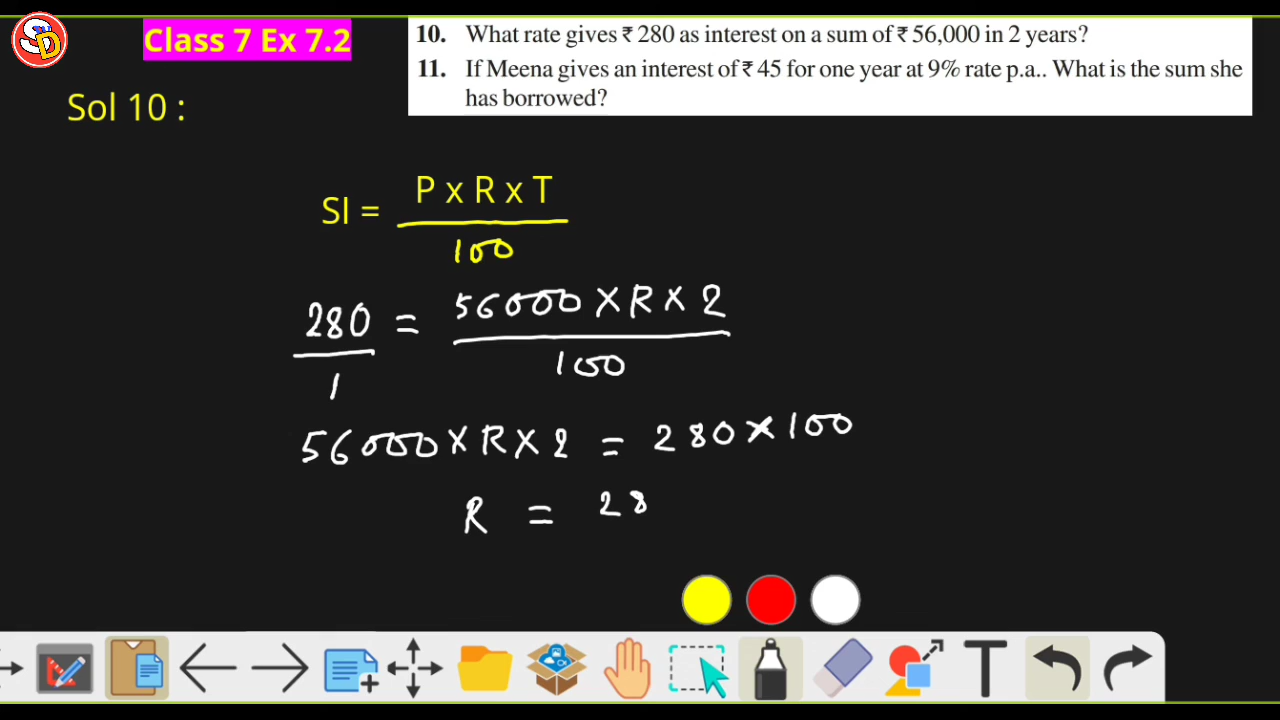 SD
Class 7 Ex 7.2
10. What rate gives ₹ 280 as interest on a sum of ₹ 56,000 in 2 years?
11. If Meena gives an interest of ₹ 45 for one year at 9% rate p.a.. What is the sum she
has borrowed?
Sol 10 :
SI = P x R x T
100
280 = 56000 X R X 2
1 100
56000 X R X 2 = 280 X 100
R = 28
T